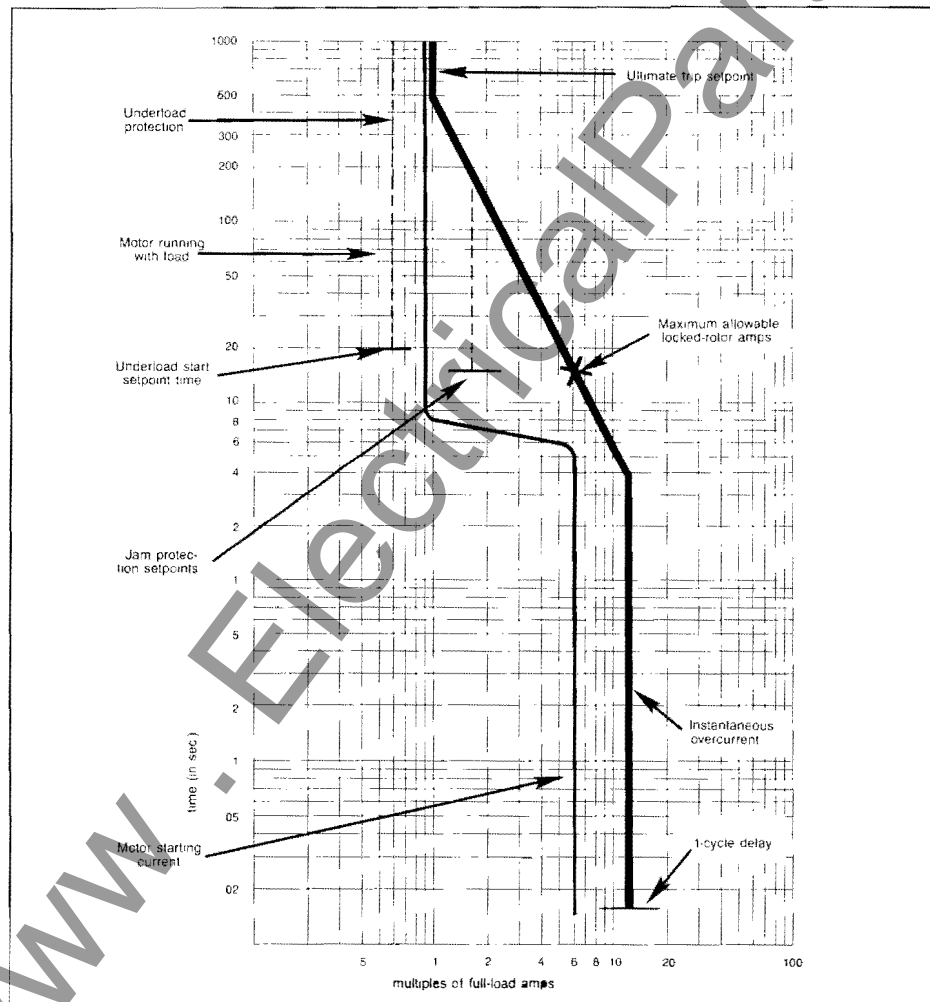 1000
Ultimate trip setpoint
600
Underload
protection
300
200
100
Motor running
with load
50
Maximum allowable
locked-rotor amps
20
Underload start
setpoint time
10
8
6
4
2
Jam protec-
tion setpoints
1
5
2
Instantaneous
overcurrent
time (in sec)
1
05
Motor starting
current
1-cycle delay
02
5
1
2
4
6
8
10
20
100
multiples of full-load amps
www . ElectricalPar